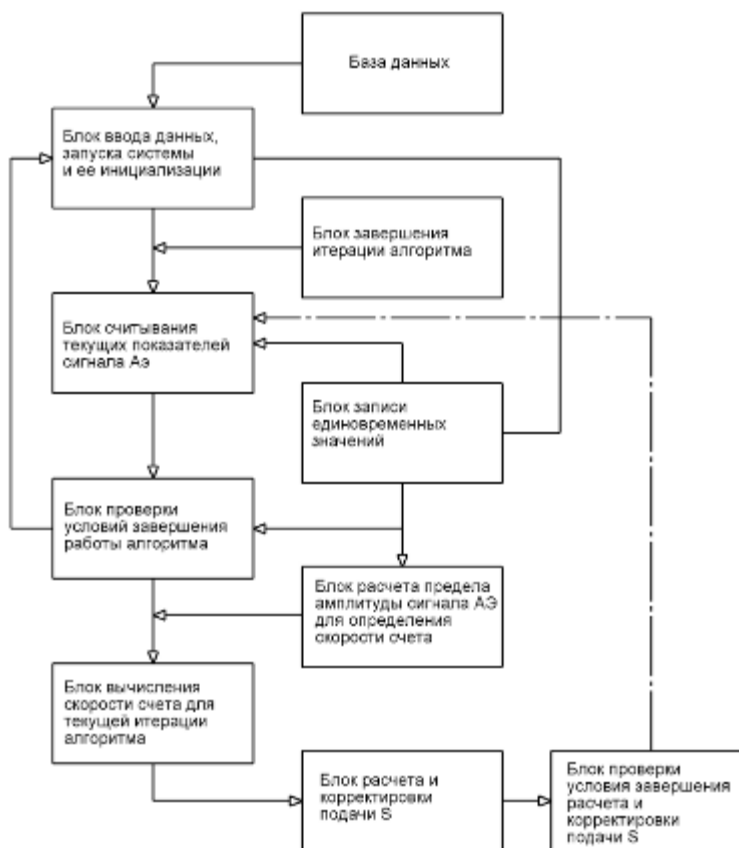 База данных
Блок ввода данных,
запуска системы
и ее инициализации
Блок завершения
итерации алгоритма
Блок считывания
текущих показателей
сигнала Аэ
Блок записи
единовременных
значений
Блок проверки
условий завершения
работы алгоритма
Блок расчета предела
амплитуды сигнала АЭ
для определения
скорости счета
Блок вычисления
скорости счета для
текущей итерации
алгоритма
Блок расчета и
корректировки
подачи S
Блок проверки
условия завершения
расчета и
корректировки
подачи S